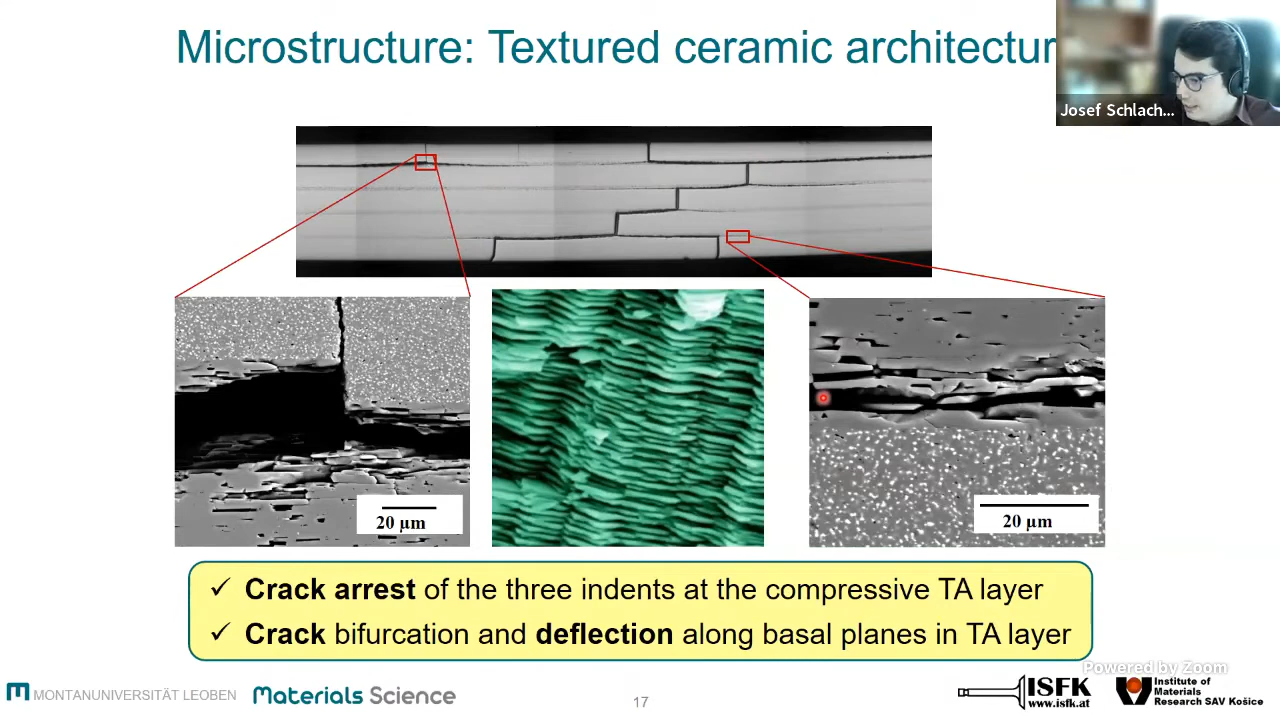 Microstructure: Textured ceramic architectur
Josef Schlach...
20 µm
20 µm
✓ Crack arrest of the three indents at the compressive TA layer
✓ Crack bifurcation and deflection along basal planes in TA layer
Powered by Zoom
MONTANUNIVERSITÄT LEOBEN
Materials Science
17
ISFK
www.isfk.at
Institute of
Materials
Research SAV Košice